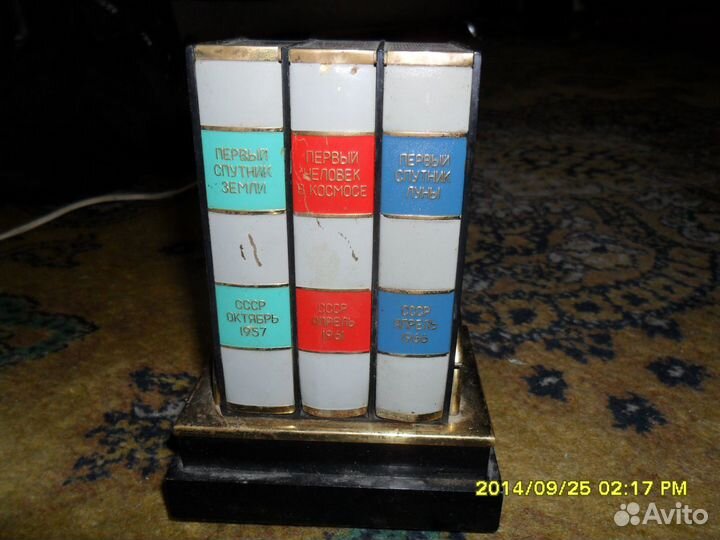 ПЕРВЫЙ
СПУТНИК
ЗЕМЛИ
СССР
ОКТЯБРЬ
1957
ПЕРВЫЙ
ЧЕЛОВЕК
В КОСМОСЕ
СССР
АПРЕЛЬ
1961
ПЕРВЫЙ
СПУТНИК
ЛУНЫ
СССР
АПРЕЛЬ
1966
2014/09/25 02:17 PM
Avito